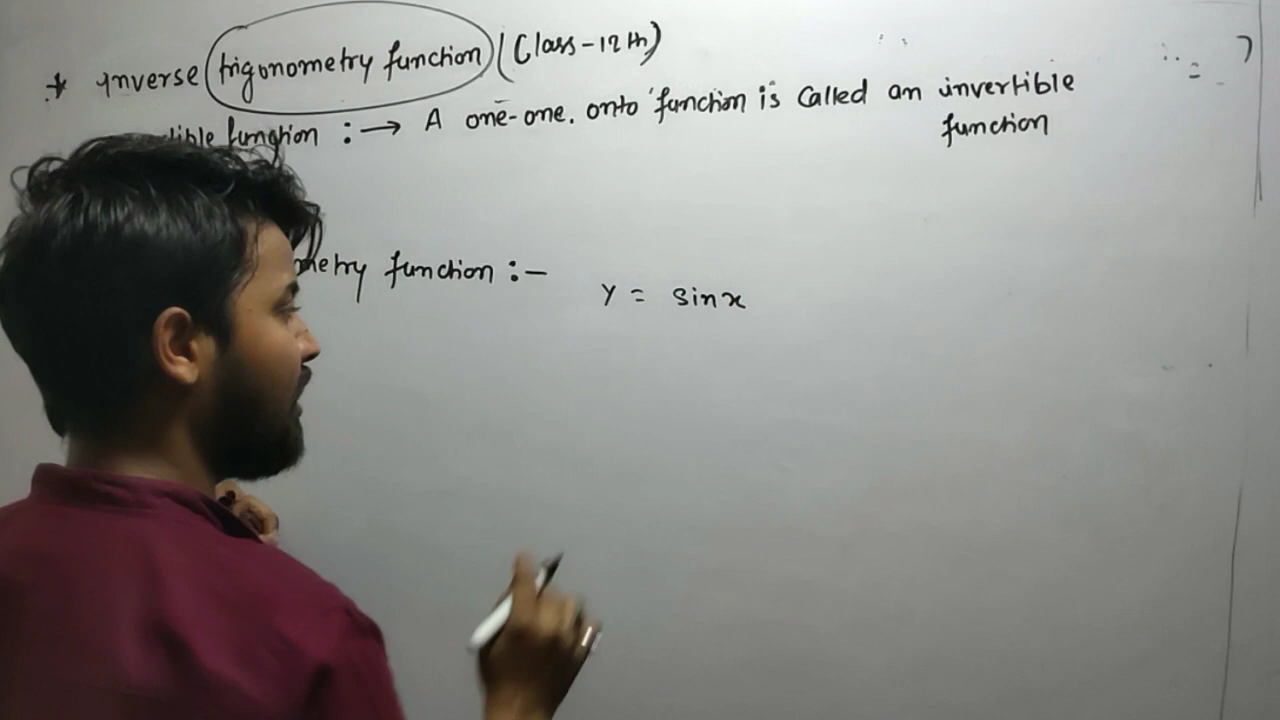 * Inverse (trigonometry function) (Class-12th)
function :→ A one-one. onto function is called an invertible
function
function :-
y = sinx